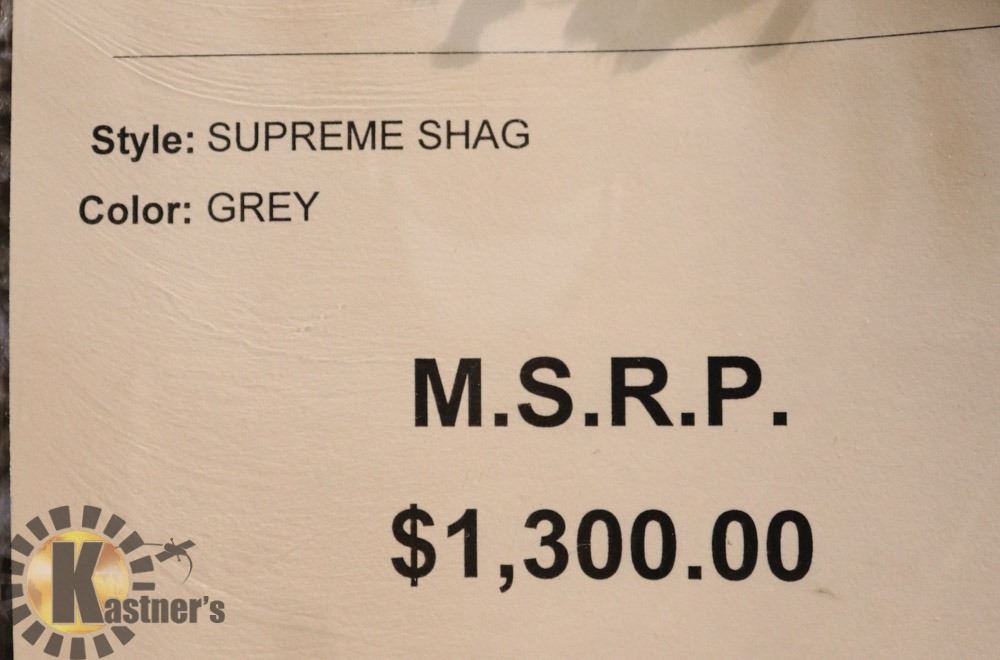 Style: SUPREME SHAG
Color: GREY
M.S.R.P.
$1,300.00
Kastner's